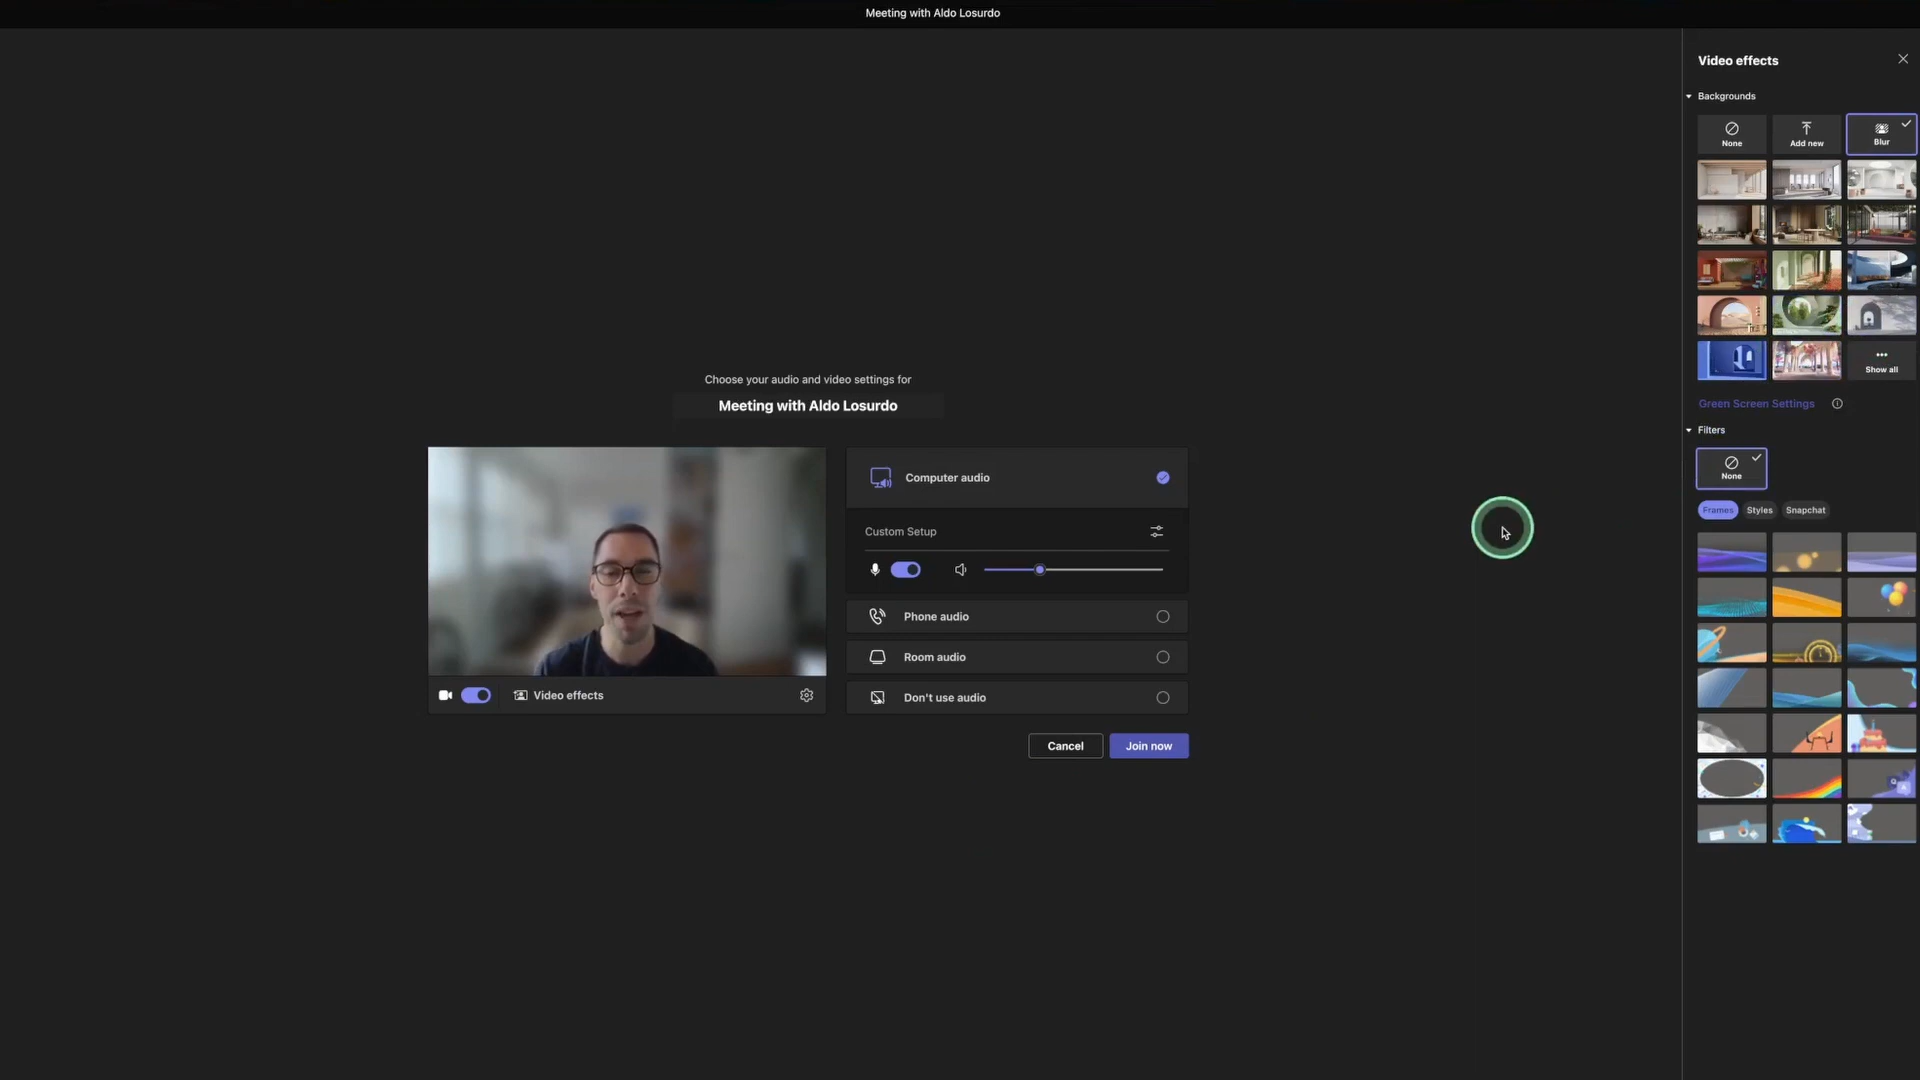 Meeting with Aldo Losurdo
Video effects
Backgrounds
None
Add new
Blur
Show all
Green Screen Settings
Filters
None
Frames
Styles
Snapchat
Choose your audio and video settings for
Meeting with Aldo Losurdo
Computer audio
Custom Setup
Phone audio
Room audio
Don't use audio
Video effects
Cancel
Join now